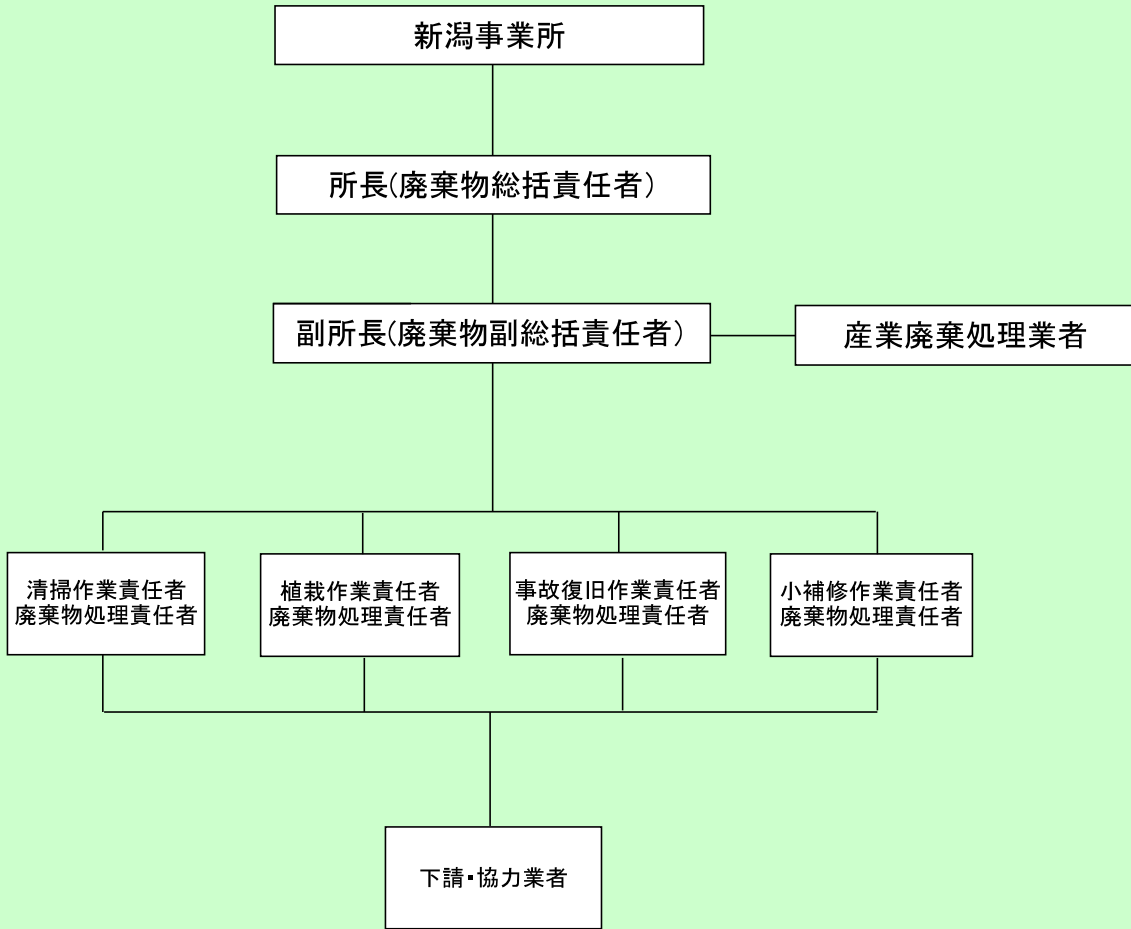 新潟事業所
所長(廃棄物総括責任者)
副所長(廃棄物副総括責任者)
産業廃棄処理業者
清掃作業責任者
廃棄物処理責任者
植栽作業責任者
廃棄物処理責任者
事故復旧作業責任者
廃棄物処理責任者
小補修作業責任者
廃棄物処理責任者
下請・協力業者